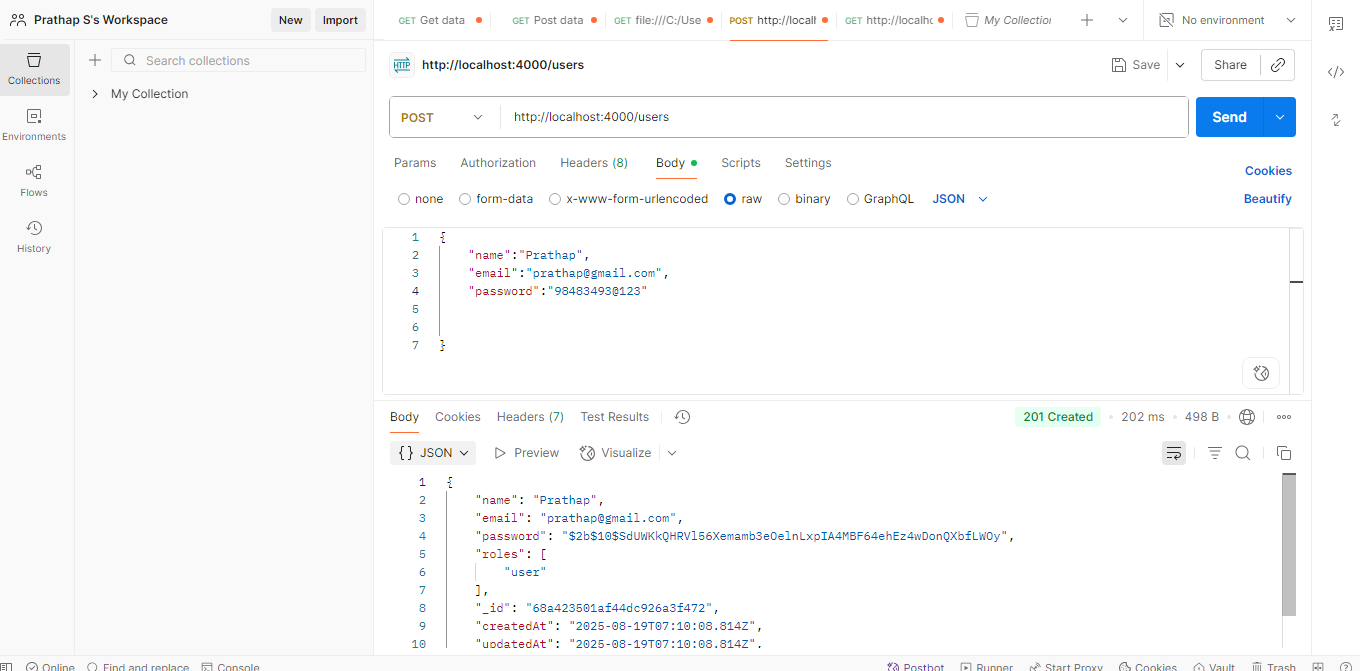 Prathap S's Workspace New Import
GET Get data GET Post data GET file:///C:/Use POST http://localh GET http://localhc My Collection No environment
Collections
Environments
Flows
History
Search collections
My Collection
HTTP http://localhost:4000/users Save Share
POST http://localhost:4000/users Send
Params Authorization Headers (8) Body Scripts Settings Cookies
none form-data x-www-form-urlencoded raw binary GraphQL JSON Beautify
1 {
2 "name":"Prathap",
3 "email":"prathap@gmail.com",
4 "password":"98483493@123"
5
6
7 }
Body Cookies Headers (7) Test Results 201 Created 202 ms 498 B
{} JSON Preview Visualize
1 {
2 "name": "Prathap",
3 "email": "prathap@gmail.com",
4 "password": "$2b$10$SdUWKkQHRVl56Xemamb3eOelnLxpIA4MBF64ehEz4wDonQXbfLWOy",
5 "roles": [
6 "user"
7 ],
8 "_id": "68a423501af44dc926a3f472",
9 "createdAt": "2025-08-19T07:10:08.814Z",
10 "updatedAt": "2025-08-19T07:10:08.814Z",
Online Find and replace Console Postbot Runner Start Proxy Cookies Vault Trash